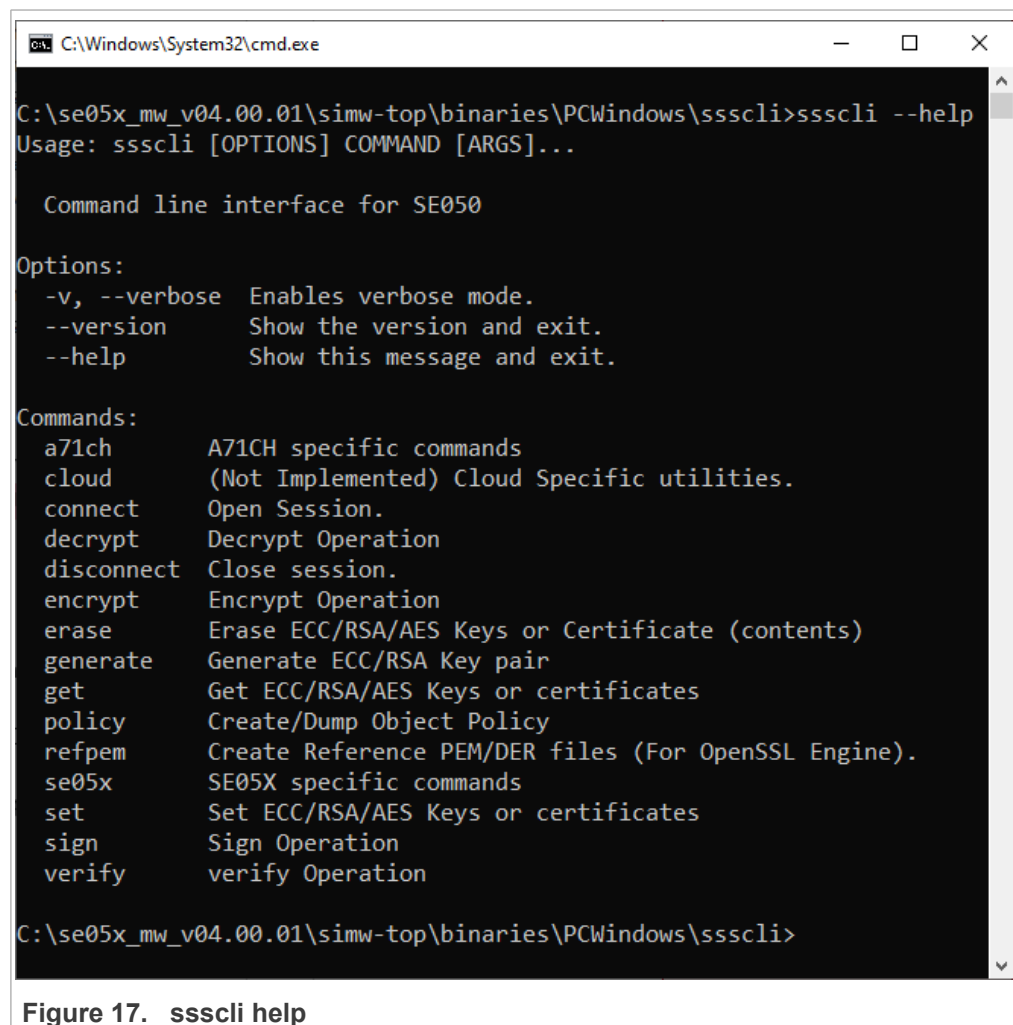 C:\Windows\System32\cmd.exe
C:\se05x_mw_v04.00.01\simw-top\binaries\PCWindows\ssscli>ssscli --help
Usage: ssscli [OPTIONS] COMMAND [ARGS]...
Command line interface for SE050
Options:
-v, --verbose  Enables verbose mode.
--version      Show the version and exit.
--help         Show this message and exit.
Commands:
a71ch       A71CH specific commands
cloud       (Not Implemented) Cloud Specific utilities.
connect     Open Session.
decrypt     Decrypt Operation
disconnect  Close session.
encrypt     Encrypt Operation
erase       Erase ECC/RSA/AES Keys or Certificate (contents)
generate    Generate ECC/RSA Key pair
get         Get ECC/RSA/AES Keys or certificates
policy      Create/Dump Object Policy
refpem      Create Reference PEM/DER files (For OpenSSL Engine).
se05x       SE05X specific commands
set         Set ECC/RSA/AES Keys or certificates
sign        Sign Operation
verify      verify Operation
C:\se05x_mw_v04.00.01\simw-top\binaries\PCWindows\ssscli>
Figure 17. ssscli help